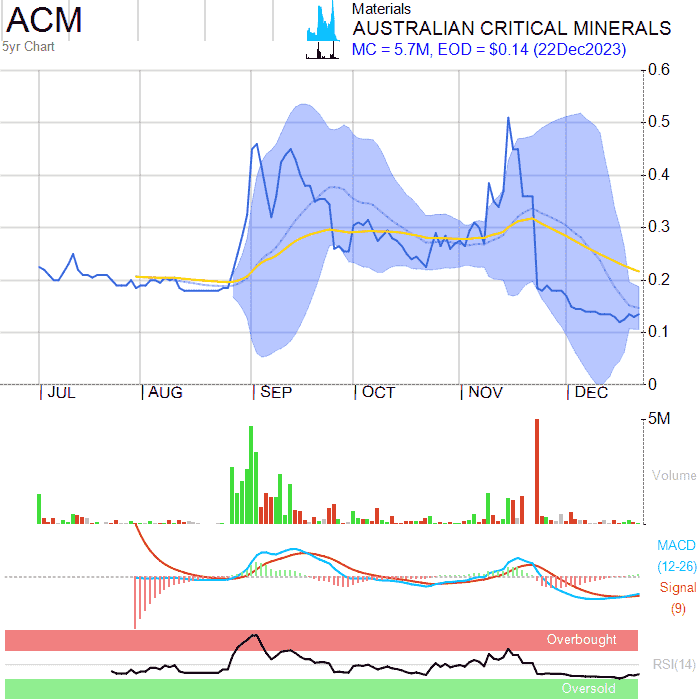 ACM
5yr Chart
Materials
AUSTRALIAN CRITICAL MINERALS
MC = 5.7M, EOD = $0.14 (22Dec2023)
0.6
0.5
0.4
0.3
0.2
0.1
0
JUL AUG SEP OCT NOV DEC
5M
Volume
MACD
(12-26)
Signal
(9)
Overbought
RSI(14)
Oversold